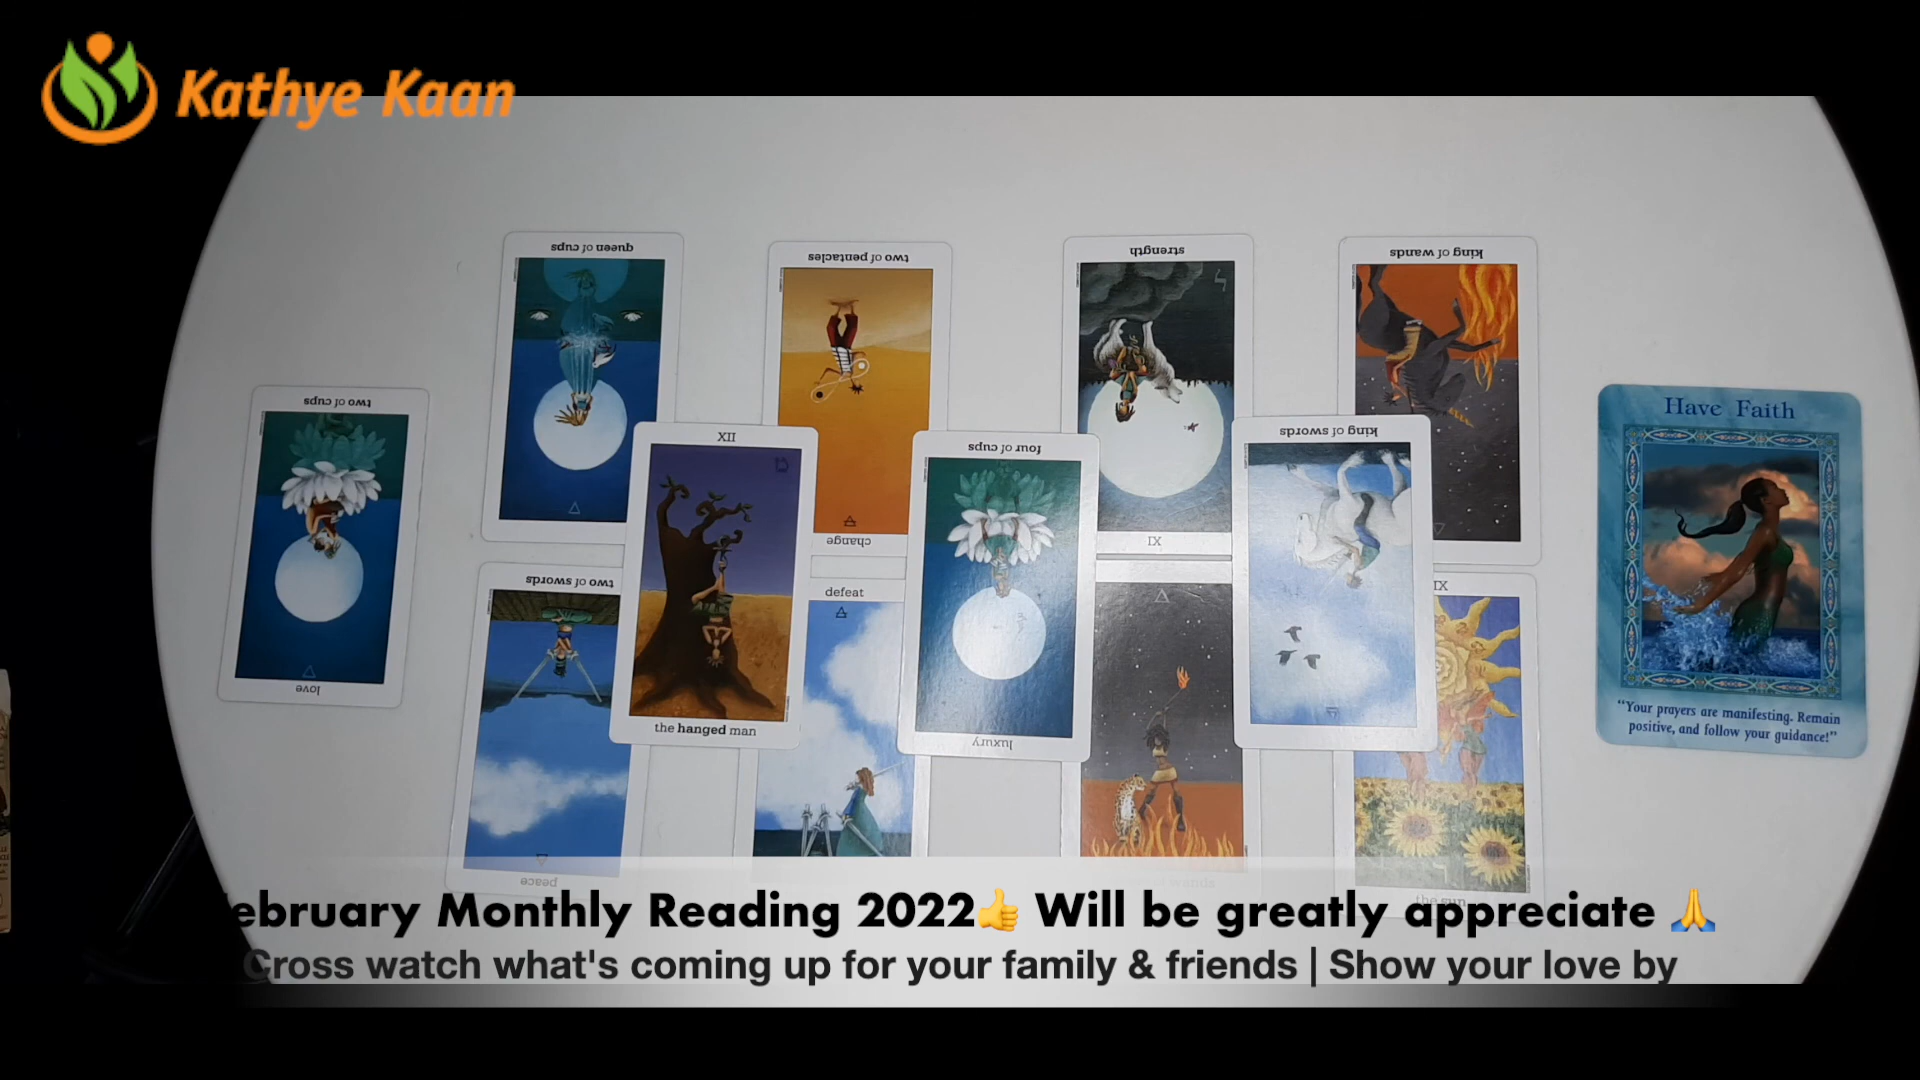 Kathye Kaan
queen of cups
two of pentacles
strength
king of wands
two of cups
XII
four of cups
king of swords
Have Faith
change
XI
two of swords
defeat
IX
love
the hanged man
luxury
"Your prayers are manifesting. Remain
positive, and follow your guidance!"
peace
the sun
ebruary Monthly Reading 2022👍 Will be greatly appreciate 🙏
Cross watch what's coming up for your family & friends | Show your love by